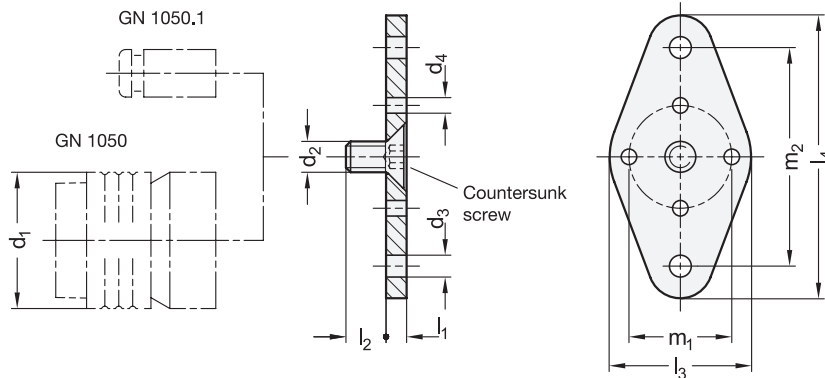 GN 1050.1
GN 1050
d1
d2
d4
d3
Countersunk
screw
l2
l1
m2
l4
m1
l3